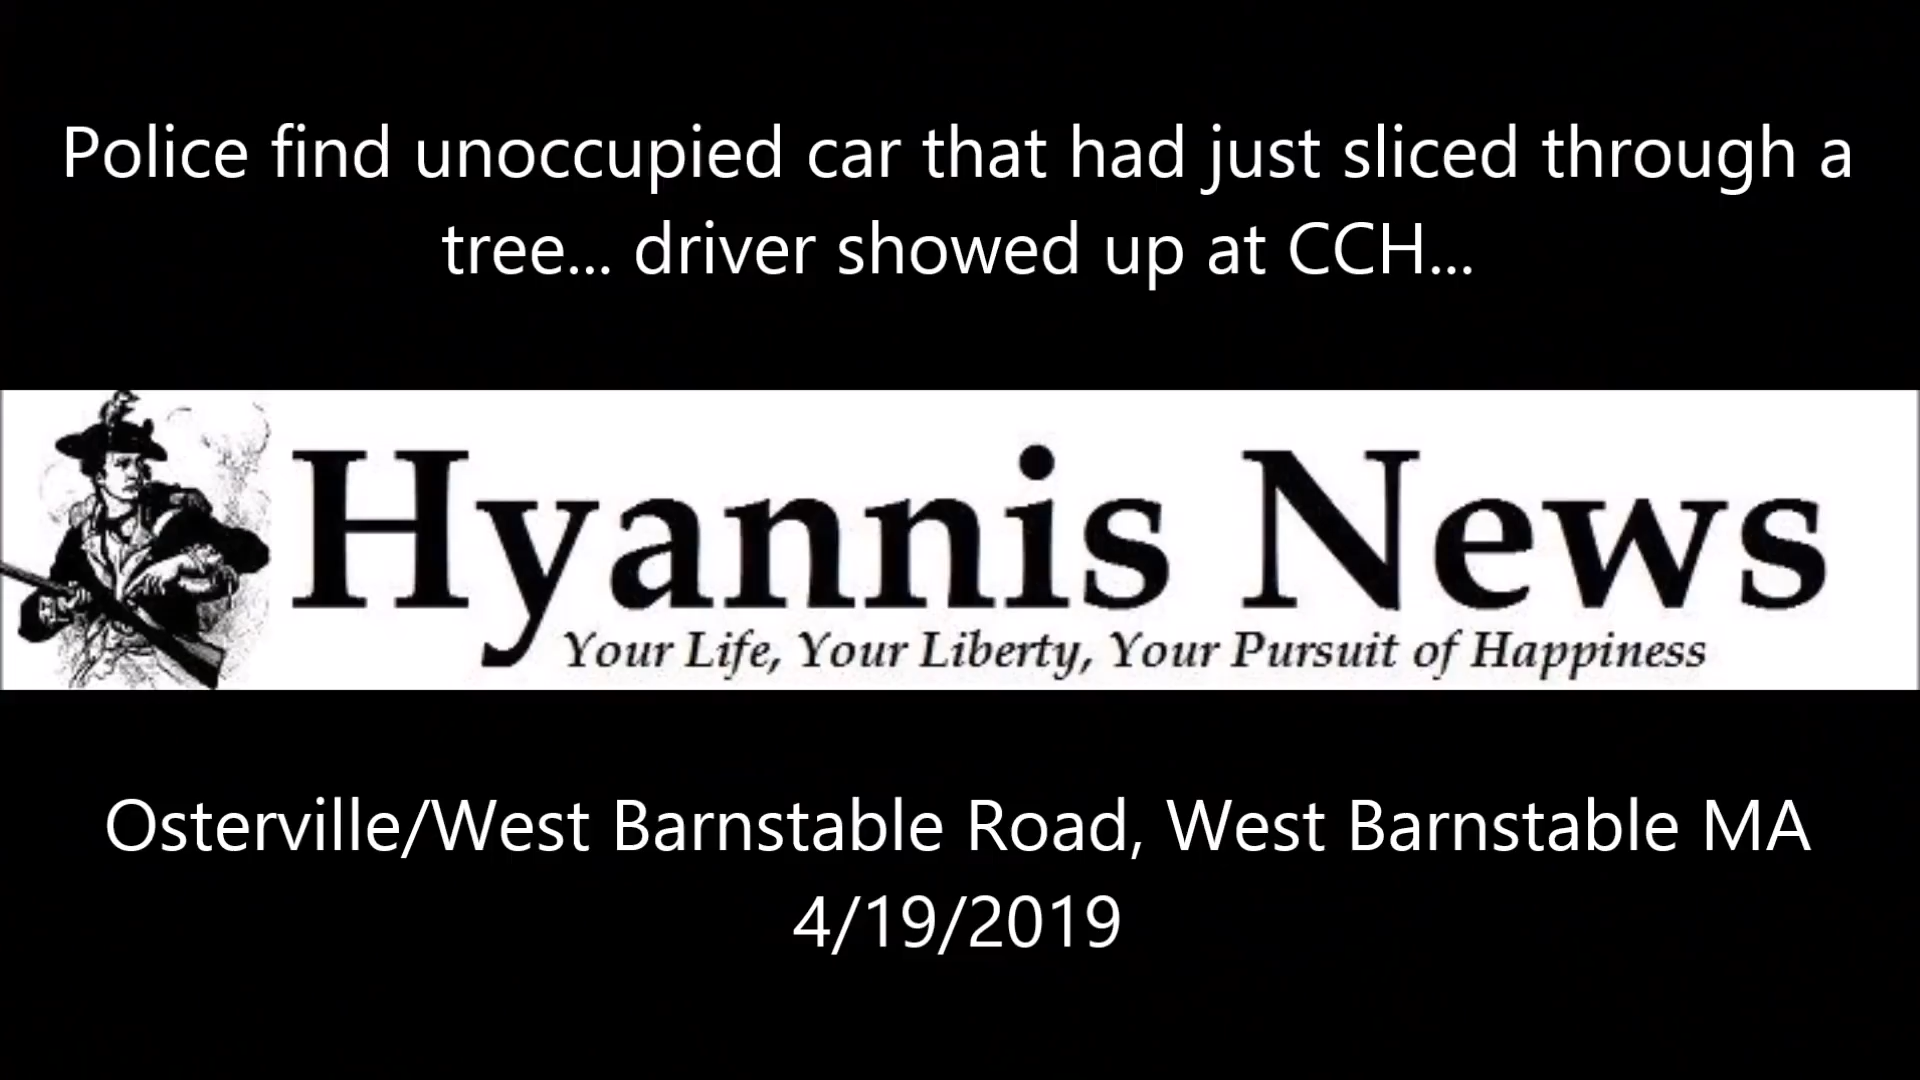 Police find unoccupied car that had just sliced through a
tree... driver showed up at CCH...
Hyannis News
Your Life, Your Liberty, Your Pursuit of Happiness
Osterville/West Barnstable Road, West Barnstable MA
4/19/2019